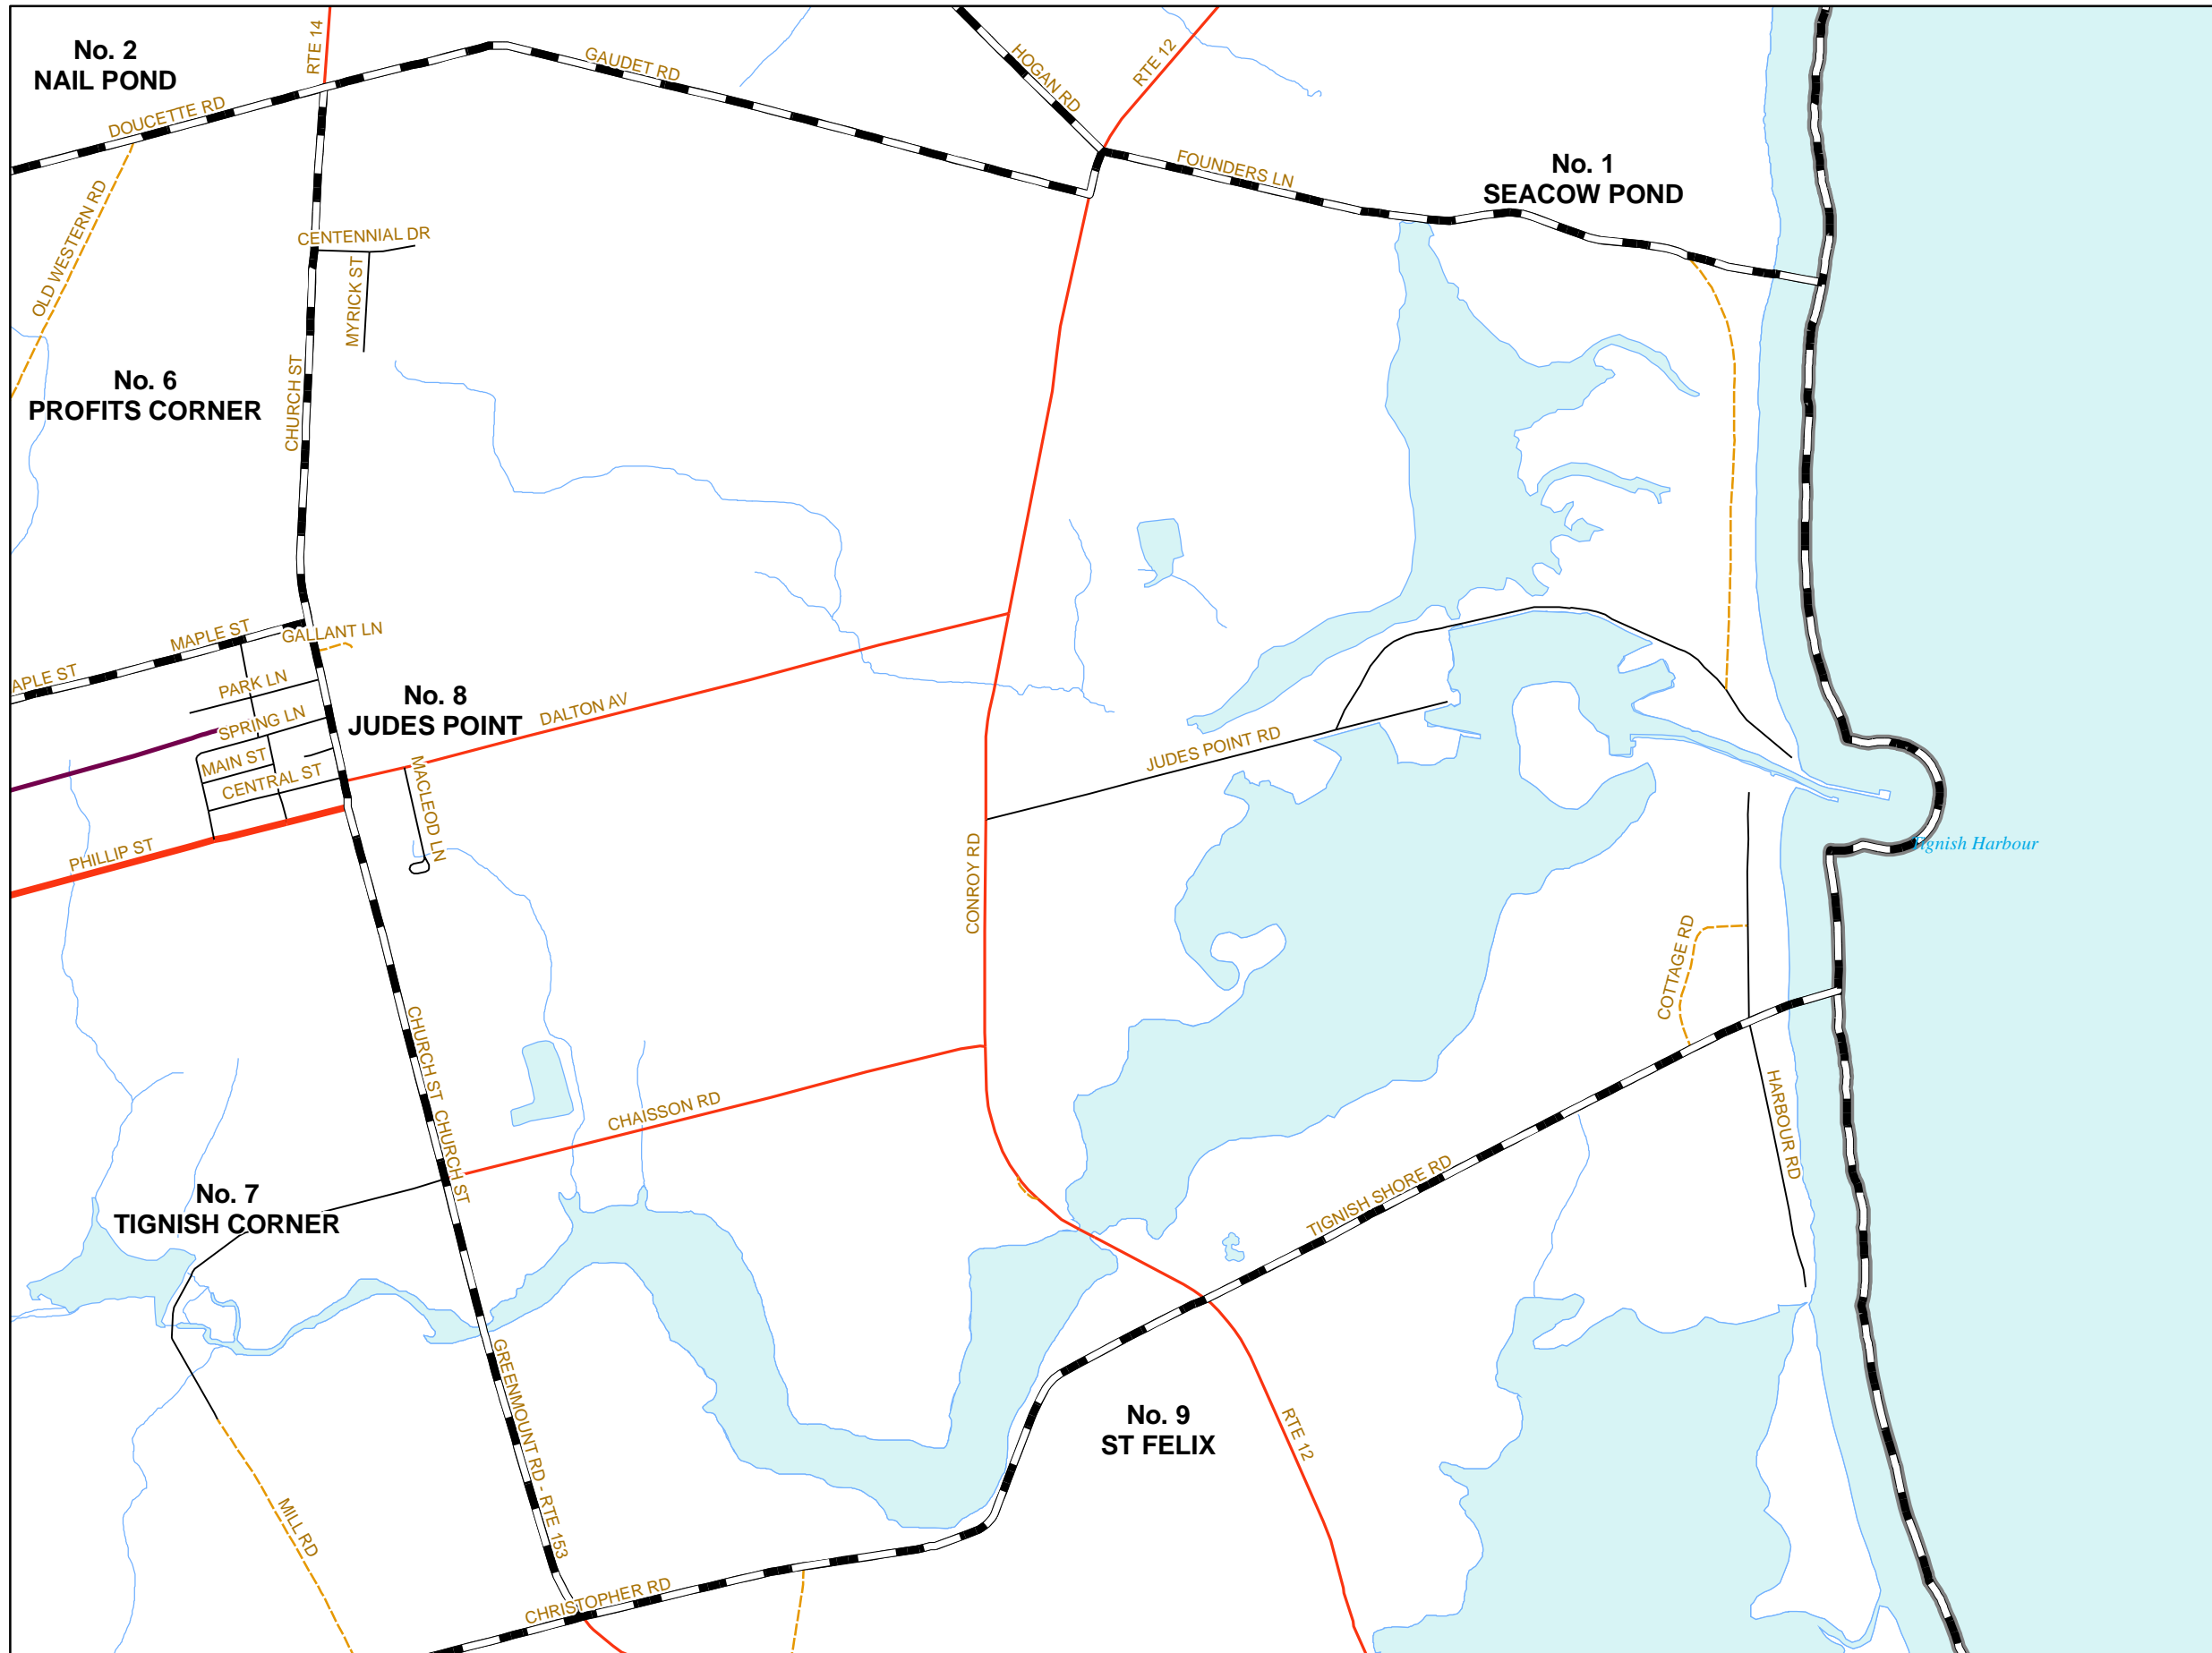 No. 2
NAIL POND
RTE 14
GAUDET RD
HOGAN RD
RTE 12
DOUCETTE RD
FOUNDERS LN
No. 1
SEACOW POND
OLD WESTERN RD
CENTENNIAL DR
MYRICK ST
No. 6
PROFITS CORNER
CHURCH ST
MAPLE ST
GALLANT LN
APLE ST
PARK LN
No. 8
JUDES POINT
DALTON AV
SPRING LN
MAIN ST
CENTRAL ST
MACLEOD LN
JUDES POINT RD
PHILLIP ST
CONROY RD
Tignish Harbour
COTTAGE RD
CHURCH ST
CHURCH ST
CHAISSON RD
HARBOUR RD
No. 7
TIGNISH CORNER
TIGNISH SHORE RD
GREENMOUNT RD - RTE 153
No. 9
ST FELIX
RTE 12
MILL RD
CHRISTOPHER RD